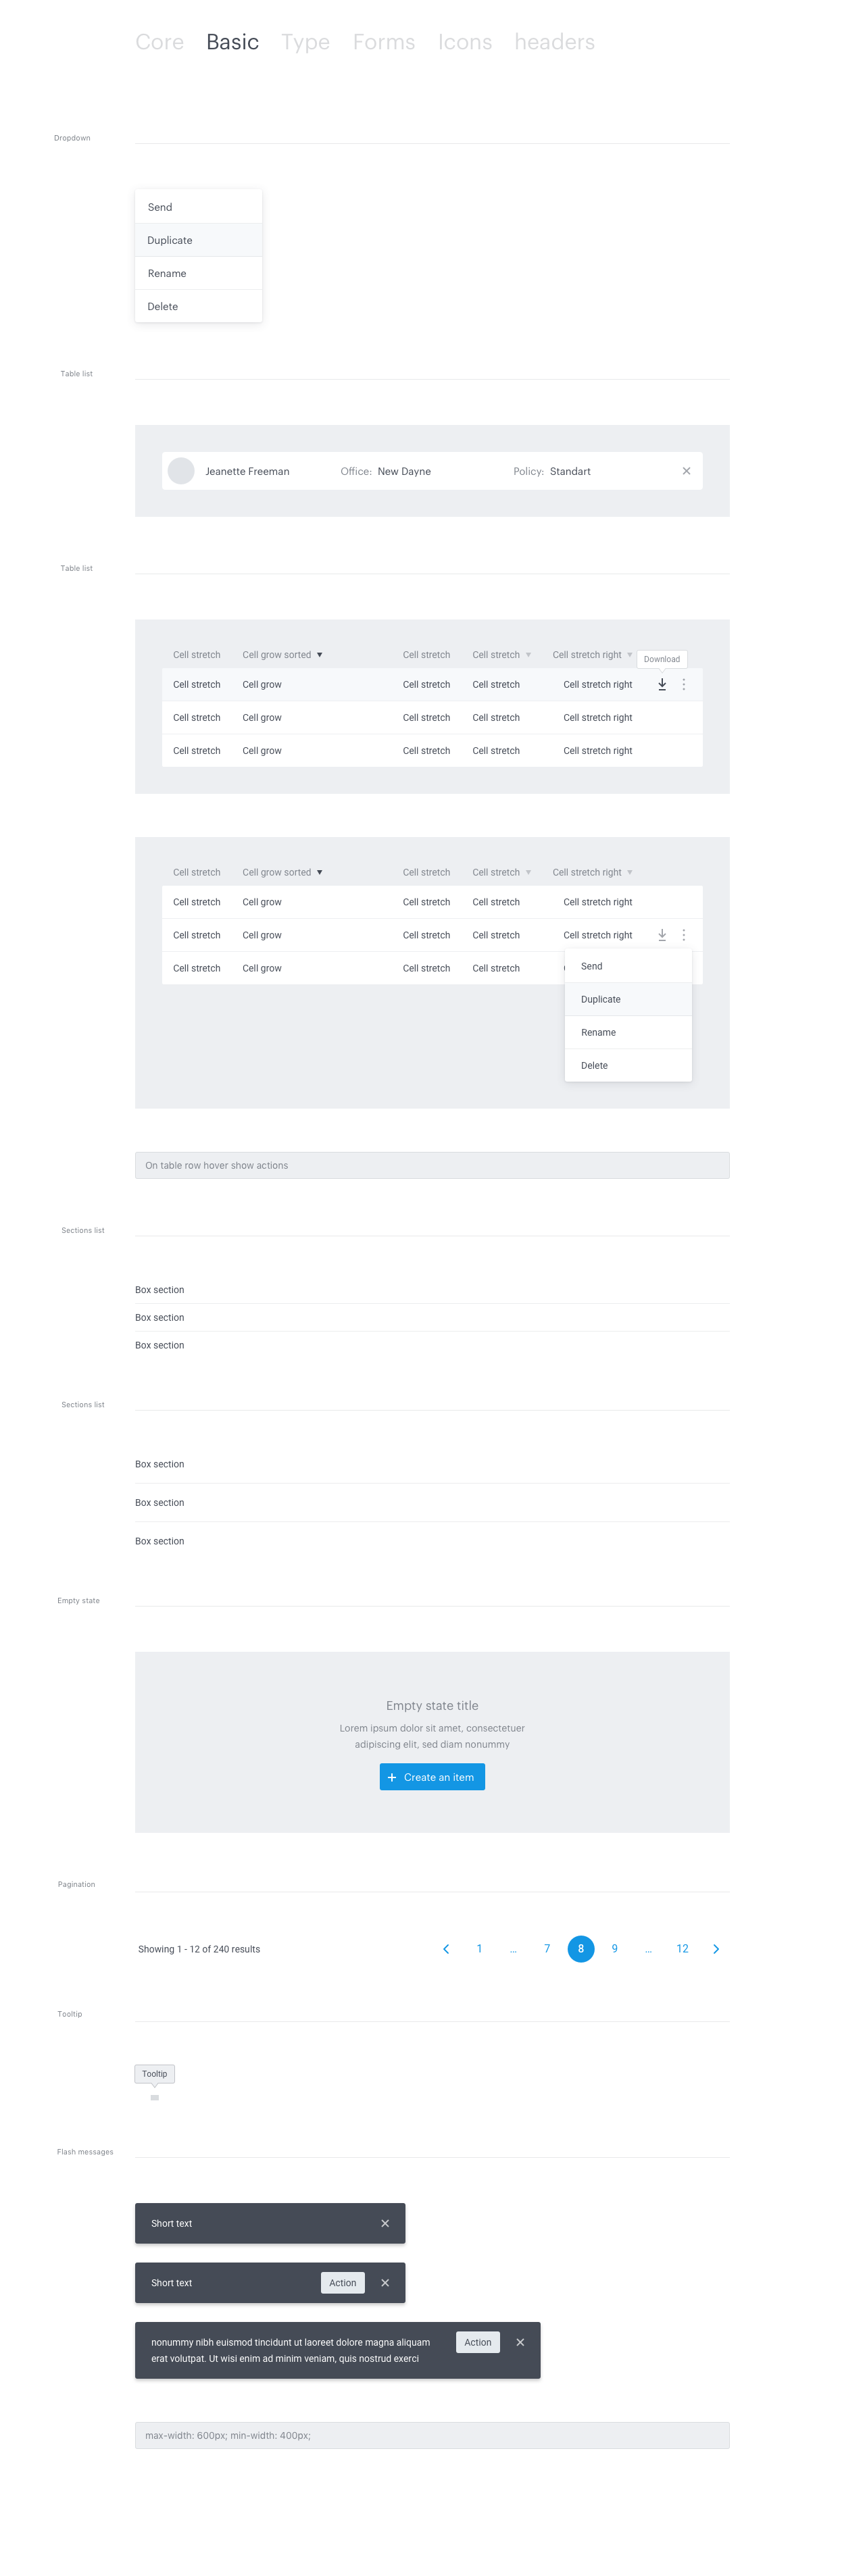 Core Basic Type Forms Icons headers
Dropdown
Send
Duplicate
Rename
Delete
Table list
Jeanette Freeman Office: New Dayne Policy: Standart
Table list
Cell stretch Cell grow sorted Cell stretch Cell stretch Cell stretch right
Download
Cell stretch Cell grow Cell stretch Cell stretch Cell stretch right
Cell stretch Cell grow Cell stretch Cell stretch Cell stretch right
Cell stretch Cell grow Cell stretch Cell stretch Cell stretch right
Cell stretch Cell grow sorted Cell stretch Cell stretch Cell stretch right
Cell stretch Cell grow Cell stretch Cell stretch Cell stretch right
Cell stretch Cell grow Cell stretch Cell stretch Cell stretch right
Cell stretch Cell grow Cell stretch Cell stretch
Send
Duplicate
Rename
Delete
On table row hover show actions
Sections list
Box section
Box section
Box section
Sections list
Box section
Box section
Box section
Empty state
Empty state title
Lorem ipsum dolor sit amet, consectetuer
adipiscing elit, sed diam nonummy
+ Create an item
Pagination
Showing 1 - 12 of 240 results 1 ... 7 8 9 ... 12
Tooltip
Tooltip
Flash messages
Short text
Short text Action
nonummy nibh euismod tincidunt ut laoreet dolore magna aliquam Action
erat volutpat. Ut wisi enim ad minim veniam, quis nostrud exerci
max-width: 600px; min-width: 400px;